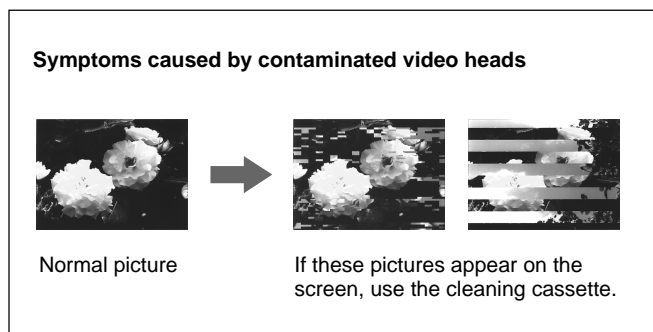 Symptoms caused by contaminated video heads
Normal picture
If these pictures appear on the
screen, use the cleaning cassette.